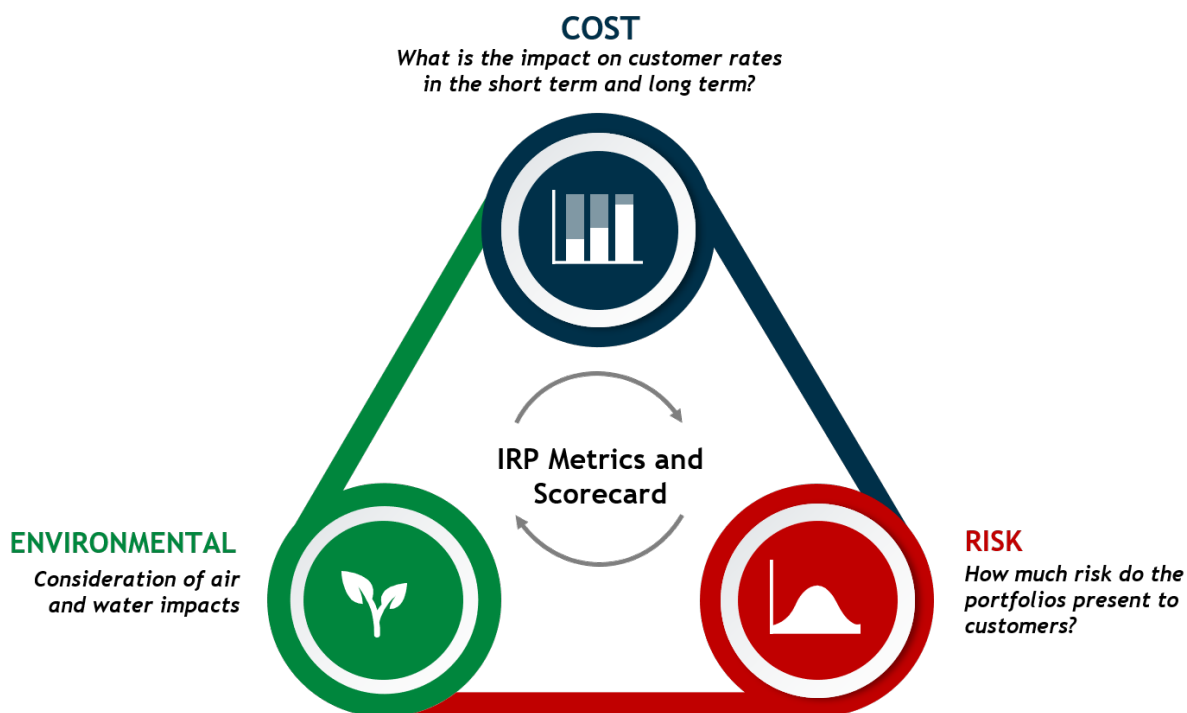 COST
What is the impact on customer rates
in the short term and long term?
IRP Metrics and
Scorecard
ENVIRONMENTAL
Consideration of air
and water impacts
RISK
How much risk do the
portfolios present to
customers?